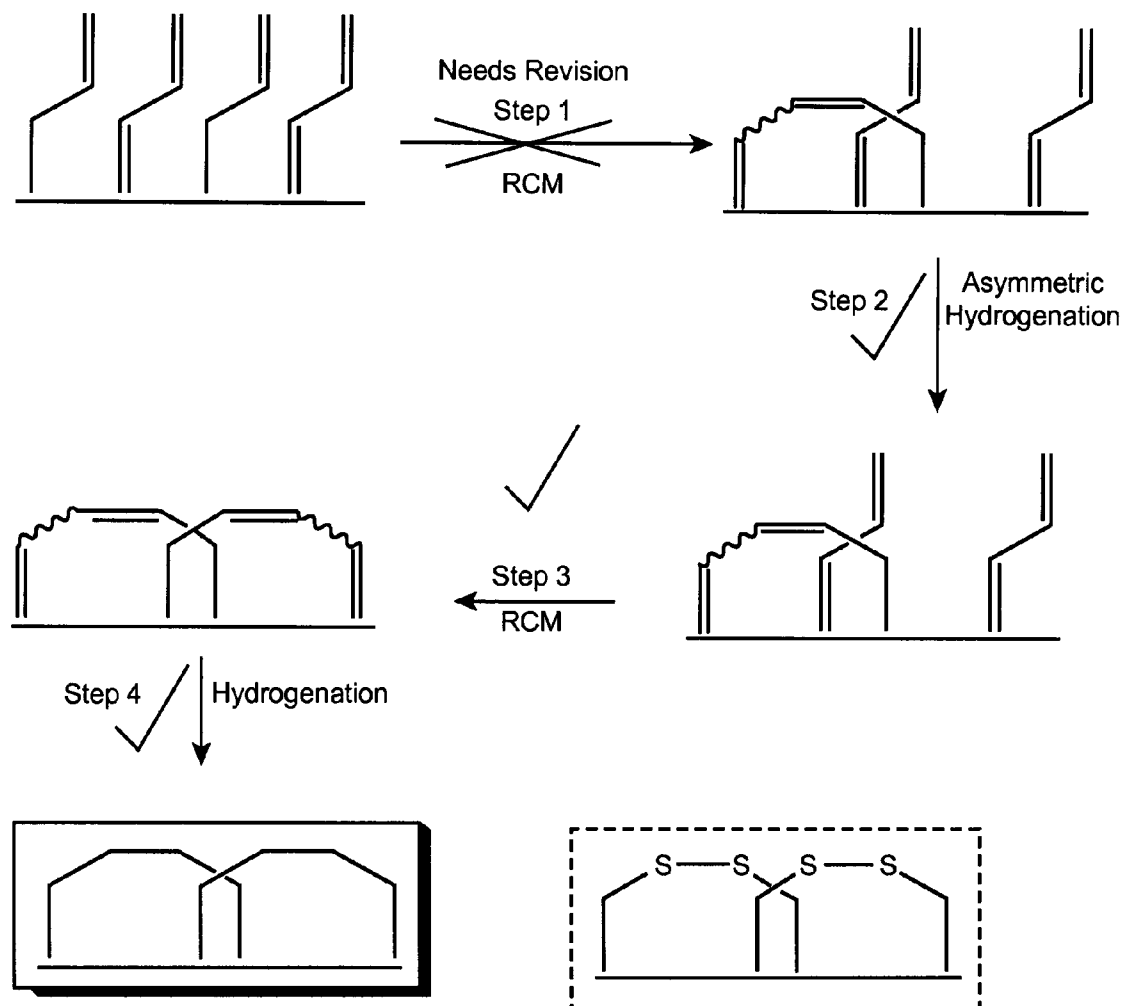 Needs Revision
Step 1
RCM
Step 2
Asymmetric
Hydrogenation
Step 3
RCM
Step 4
Hydrogenation
S S S S